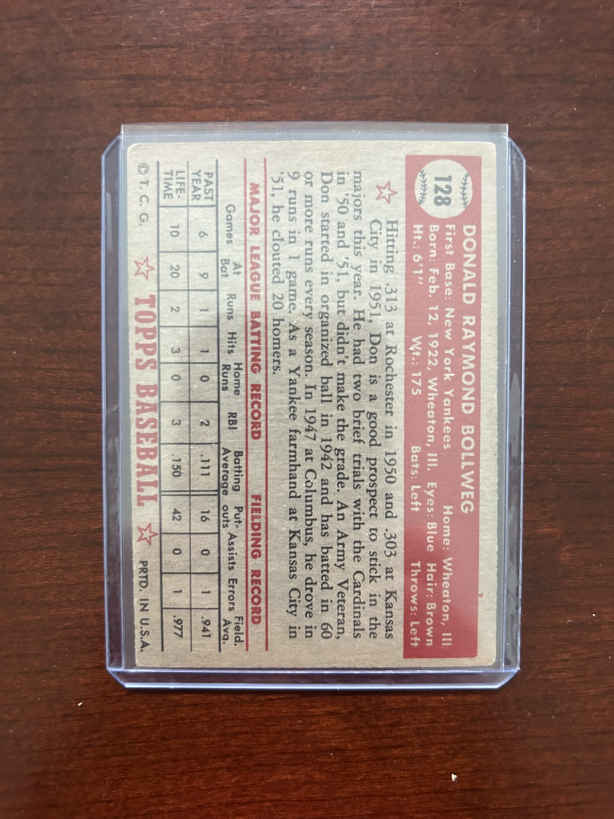 128
DONALD RAYMOND BOLLWEG
First Base: New York Yankees Home: Wheaton, Ill.
Born: Feb. 12, 1922, Wheaton, Ill. Eyes: Blue Hair: Brown
Ht.: 6'1" Wt.: 175 Bats: Left Throws: Left
Hitting .313 at Rochester in 1950 and .303 at Kansas
City in 1951, Don is a good prospect to stick in the
majors this year. He had two brief trials with the Cardinals
in '50 and '51, but didn't make the grade. An Army Veteran,
Don started in organized ball in 1942 and has batted in 60
or more runs every season. In 1947 at Columbus, he drove in
9 runs in 1 game. As a Yankee farmhand at Kansas City in
'51, he clouted 20 homers.
MAJOR LEAGUE BATTING RECORD FIELDING RECORD
Games At Bat Runs Hits Home Runs RBI Batting Average Put-outs Assists Errors Field. Avg.
PAST YEAR 6 9 1 1 0 2 .111 16 0 1 .941
LIFE-TIME 10 20 2 3 0 3 .150 42 0 1 .977
© T. C. G. TOPPS BASEBALL PRTD. IN U.S.A.